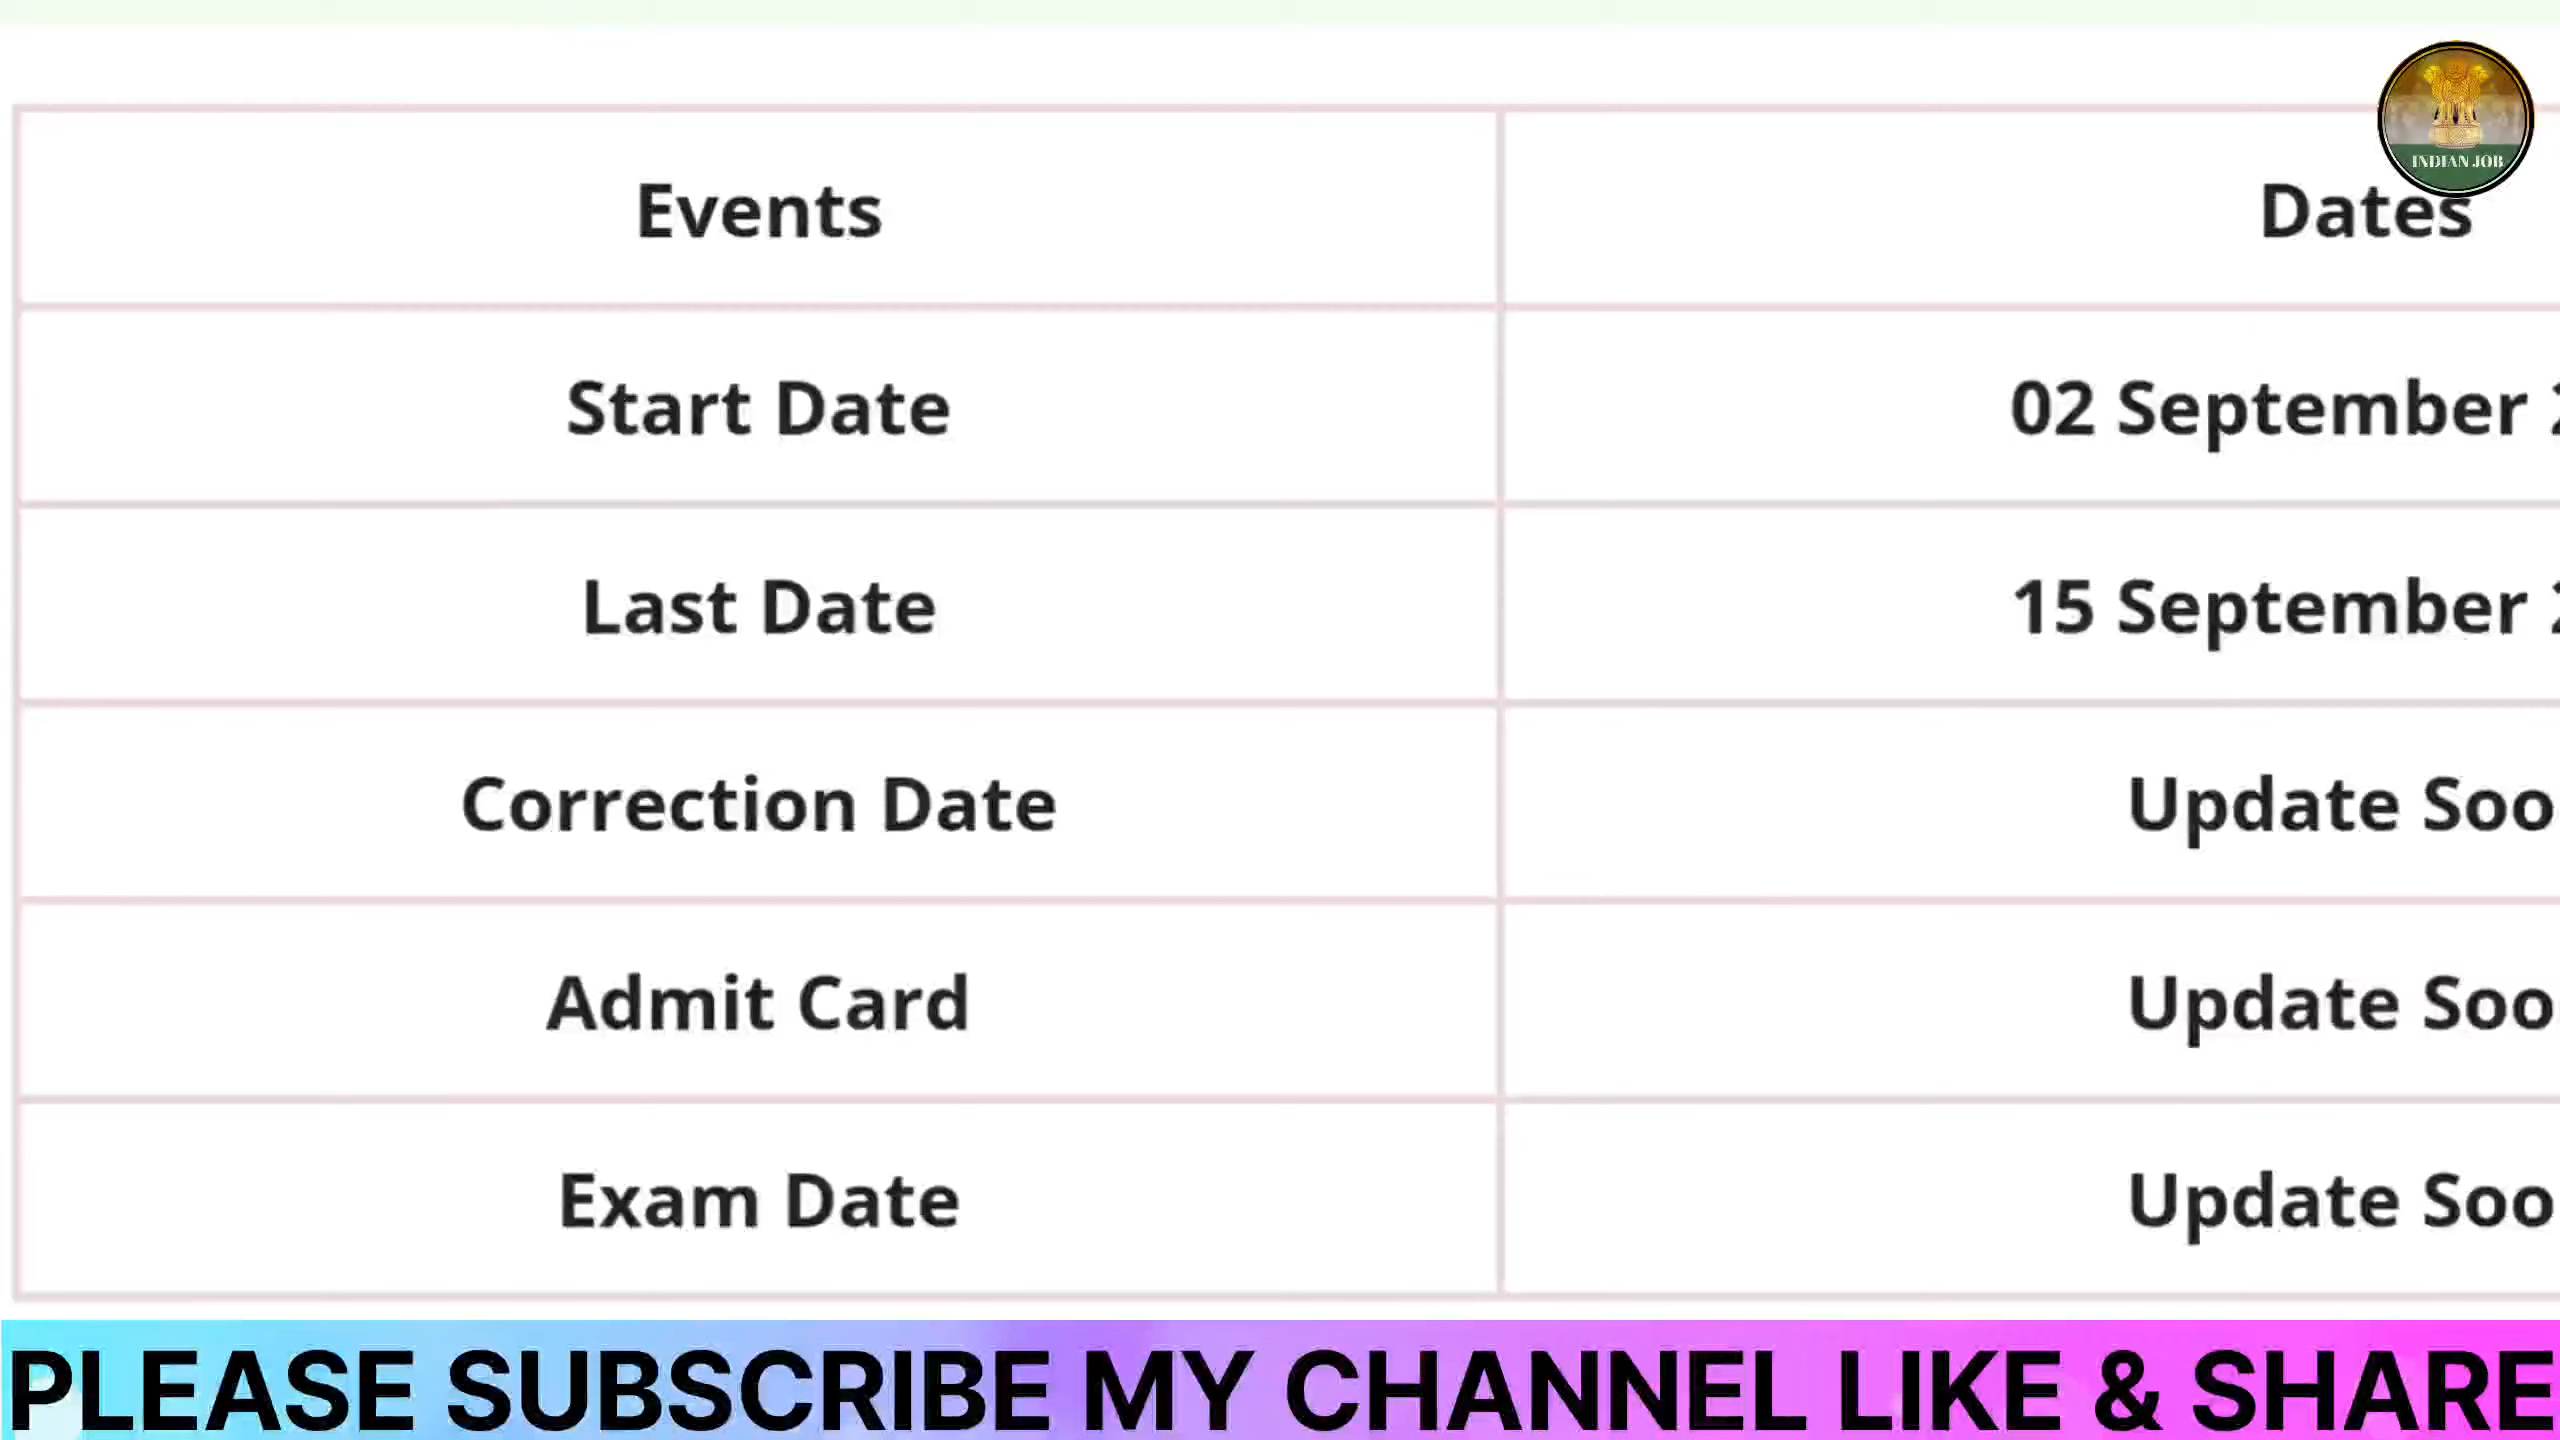 INDIAN JOB
Events Dates
Start Date 02 September
Last Date 15 September
Correction Date Update Soo
Admit Card Update Soo
Exam Date Update Soo
PLEASE SUBSCRIBE MY CHANNEL LIKE & SHARE